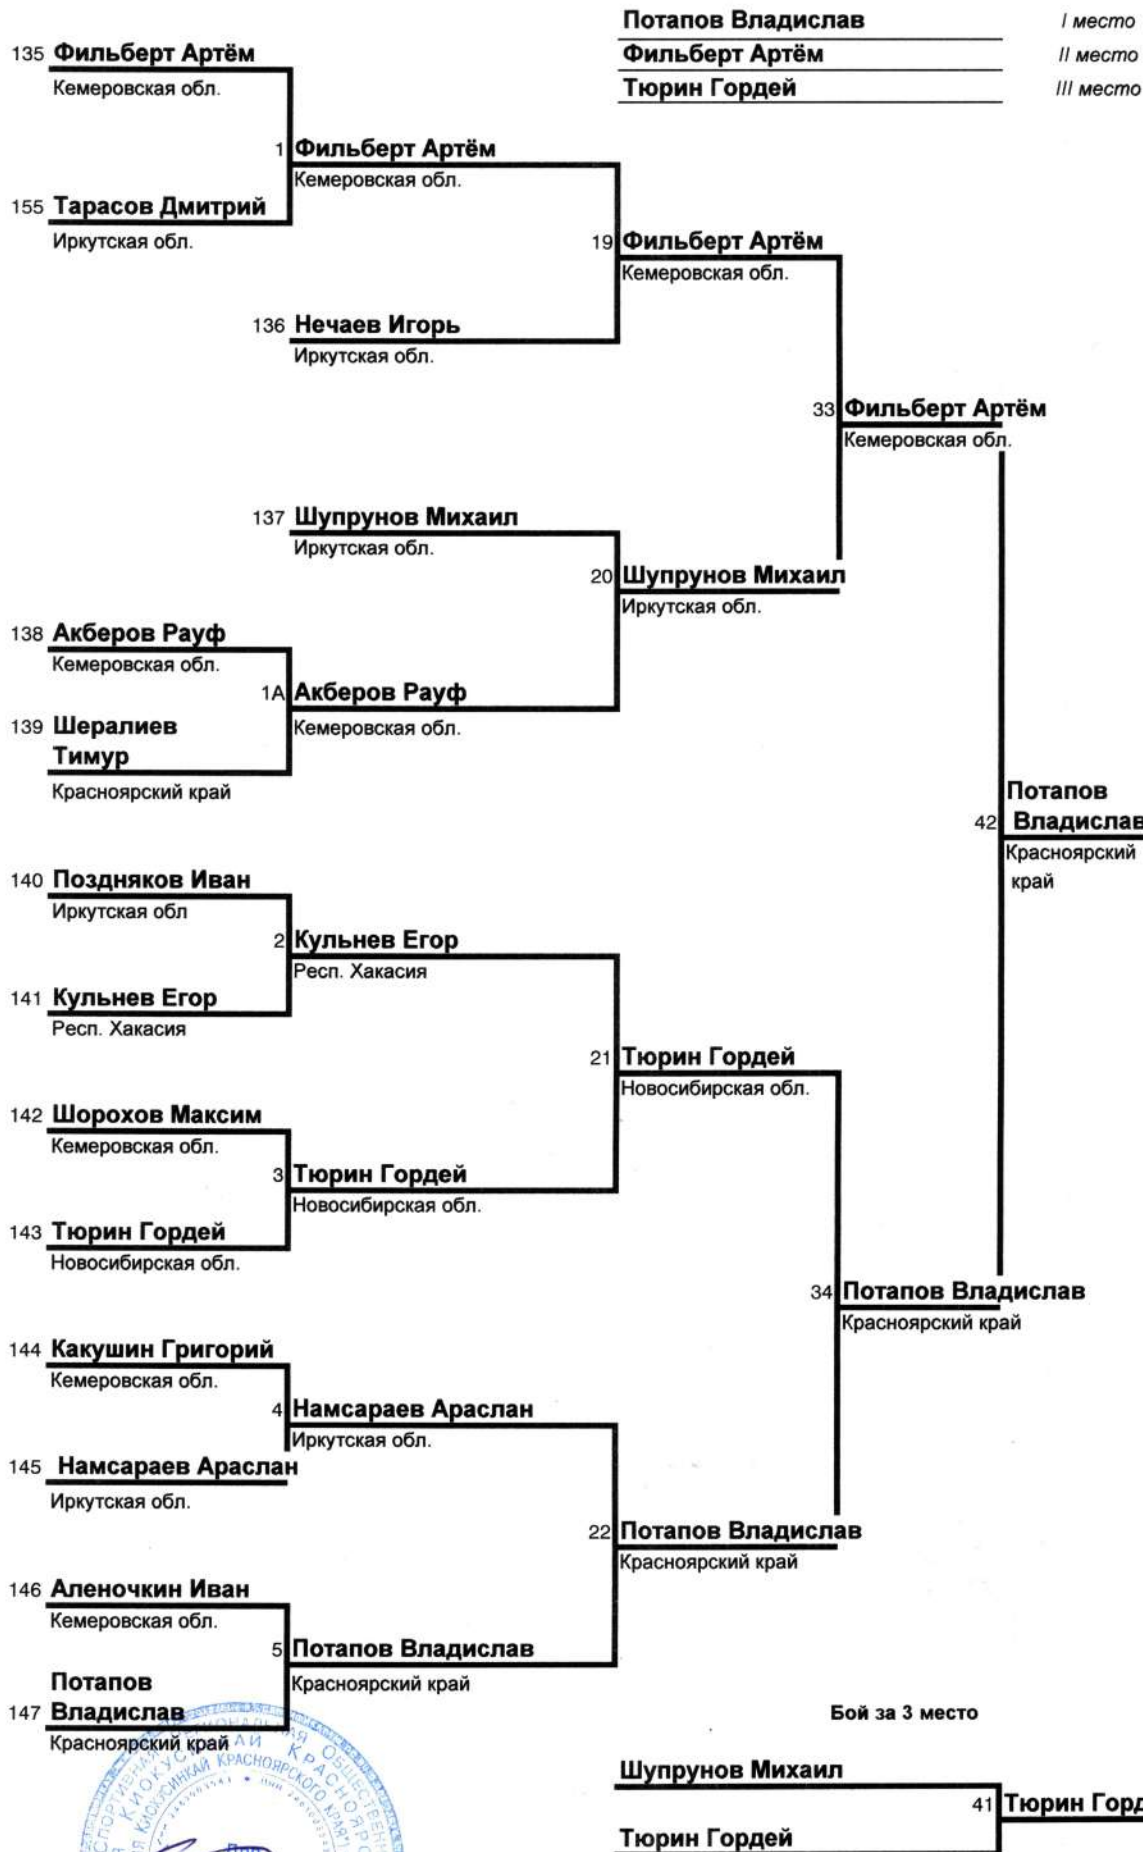 Потапов Владислав I место
Фильберт Артём II место
Тюрин Гордей III место
135 Фильберт Артём
Кемеровская обл.
1 Фильберт Артём
Кемеровская обл.
155 Тарасов Дмитрий
Иркутская обл.
19 Фильберт Артём
Кемеровская обл.
136 Нечаев Игорь
Иркутская обл.
33 Фильберт Артём
Кемеровская обл.
137 Шупрунов Михаил
Иркутская обл.
20 Шупрунов Михаил
Иркутская обл.
138 Акберов Рауф
Кемеровская обл.
1А Акберов Рауф
Кемеровская обл.
139 Шералиев
Тимур
Красноярский край
42 Потапов
Владислав
Красноярский
край
140 Поздняков Иван
Иркутская обл
2 Кульнев Егор
Респ. Хакасия
141 Кульнев Егор
Респ. Хакасия
21 Тюрин Гордей
Новосибирская обл.
142 Шорохов Максим
Кемеровская обл.
3 Тюрин Гордей
Новосибирская обл.
143 Тюрин Гордей
Новосибирская обл.
34 Потапов Владислав
Красноярский край
144 Какушин Григорий
Кемеровская обл.
4 Намсараев Араслан
Иркутская обл.
145 Намсараев Араслан
Иркутская обл.
22 Потапов Владислав
Красноярский край
146 Аленочкин Иван
Кемеровская обл.
5 Потапов Владислав
Красноярский край
147 Потапов
Владислав
Красноярский край
Бой за 3 место
Шупрунов Михаил
41 Тюрин Горд
Тюрин Гордей
КИОКУСИНКАЙ КРАСНОЯРСКОГО КРАЯ